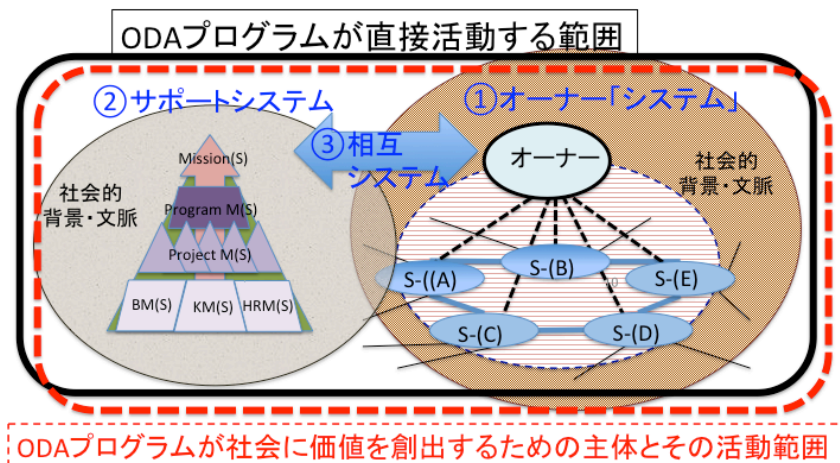 ODAプログラムが直接活動する範囲
②サポートシステム
①オーナー「システム」
③相互
システム
Mission(S)
Program M(S)
Project M(S)
BM(S)
KM(S)
HRM(S)
社会的
背景・文脈
オーナー
社会的
背景・文脈
S-((A)
S-(B)
S-(E)
S-(C)
S-(D)
ODAプログラムが社会に価値を創出するための主体とその活動範囲